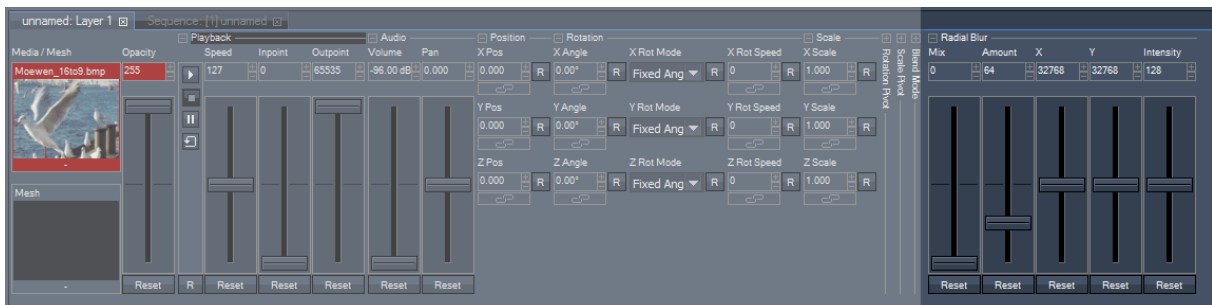 unnamed: Layer 1
Sequence: [1] unnamed
Playback
Audio
Position
Rotation
Scale
Radial Blur
Media / Mesh
Opacity
Speed
Inpoint
Outpoint
Volume
Pan
X Pos
X Angle
X Rot Mode
X Rot Speed
X Scale
Rotation Pivot
Scale Pivot
Blend Mode
Mix
Amount
X
Y
Intensity
Moewen_16to9.bmp
255
127
0
65535
-96.00 dB
0.000
0.000
R
0.00°
R
Fixed Ang
R
0
R
1.000
R
0
64
32768
32768
128
Y Pos
Y Angle
Y Rot Mode
Y Rot Speed
Y Scale
0.000
R
0.00°
R
Fixed Ang
R
0
R
1.000
R
Z Pos
Z Angle
Z Rot Mode
Z Rot Speed
Z Scale
-
0.000
R
0.00°
R
Fixed Ang
R
0
R
1.000
R
Mesh
-
Reset
R
Reset
Reset
Reset
Reset
Reset
Reset
Reset
Reset
Reset
Reset